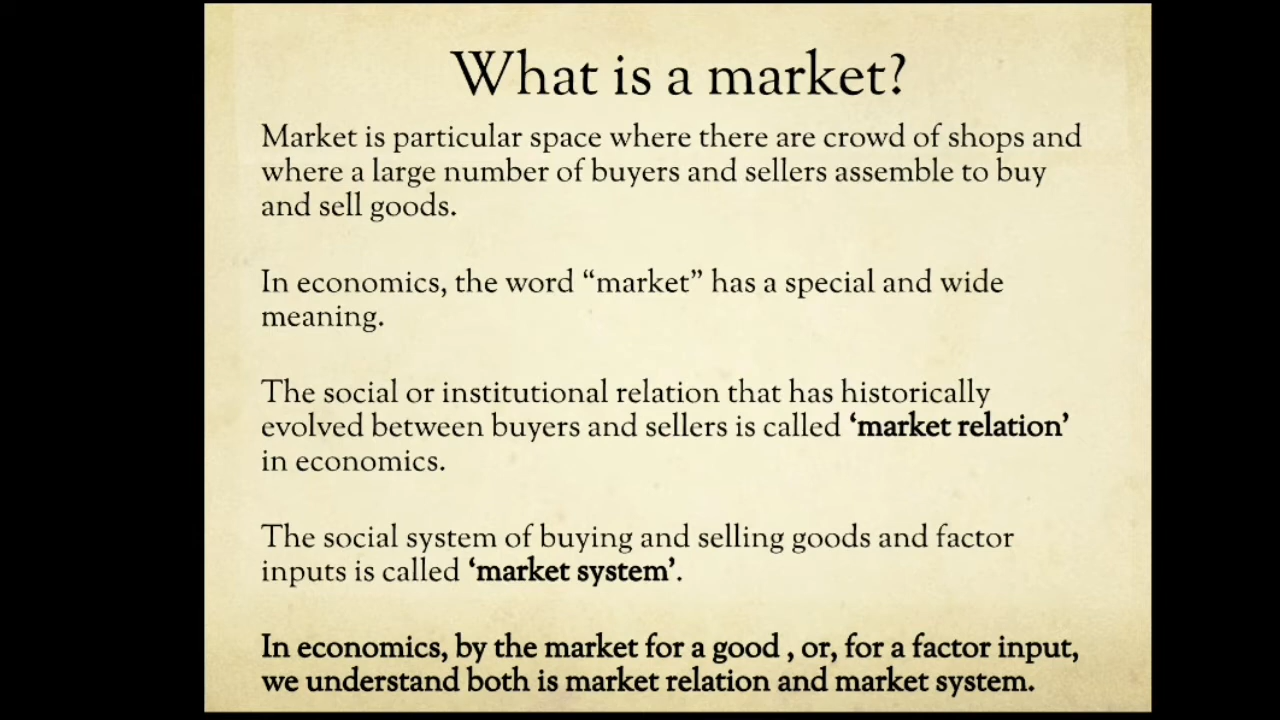 What is a market?
Market is particular space where there are crowd of shops and
where a large number of buyers and sellers assemble to buy
and sell goods.
In economics, the word “market” has a special and wide
meaning.
The social or institutional relation that has historically
evolved between buyers and sellers is called ‘market relation’
in economics.
The social system of buying and selling goods and factor
inputs is called ‘market system’.
In economics, by the market for a good , or, for a factor input,
we understand both is market relation and market system.